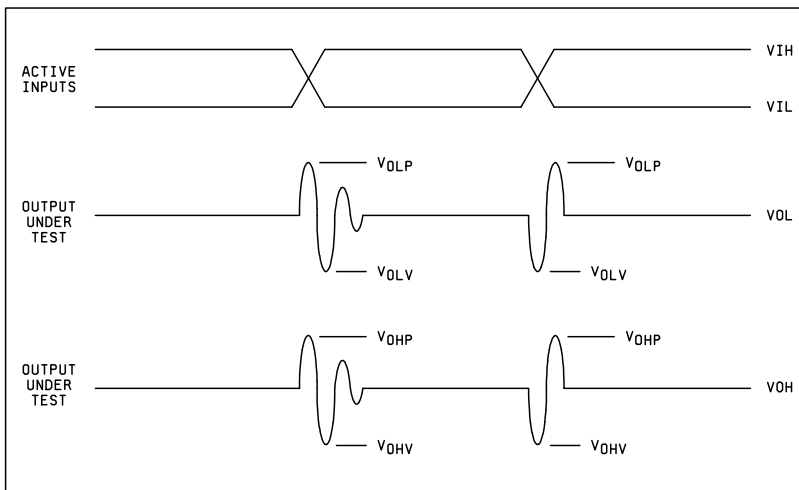 ACTIVE
INPUTS
VIH
VIL
VOLP
VOLP
OUTPUT
UNDER
TEST
VOL
VOLV
VOLV
VOHP
VOHP
OUTPUT
UNDER
TEST
VOH
VOHV
VOHV